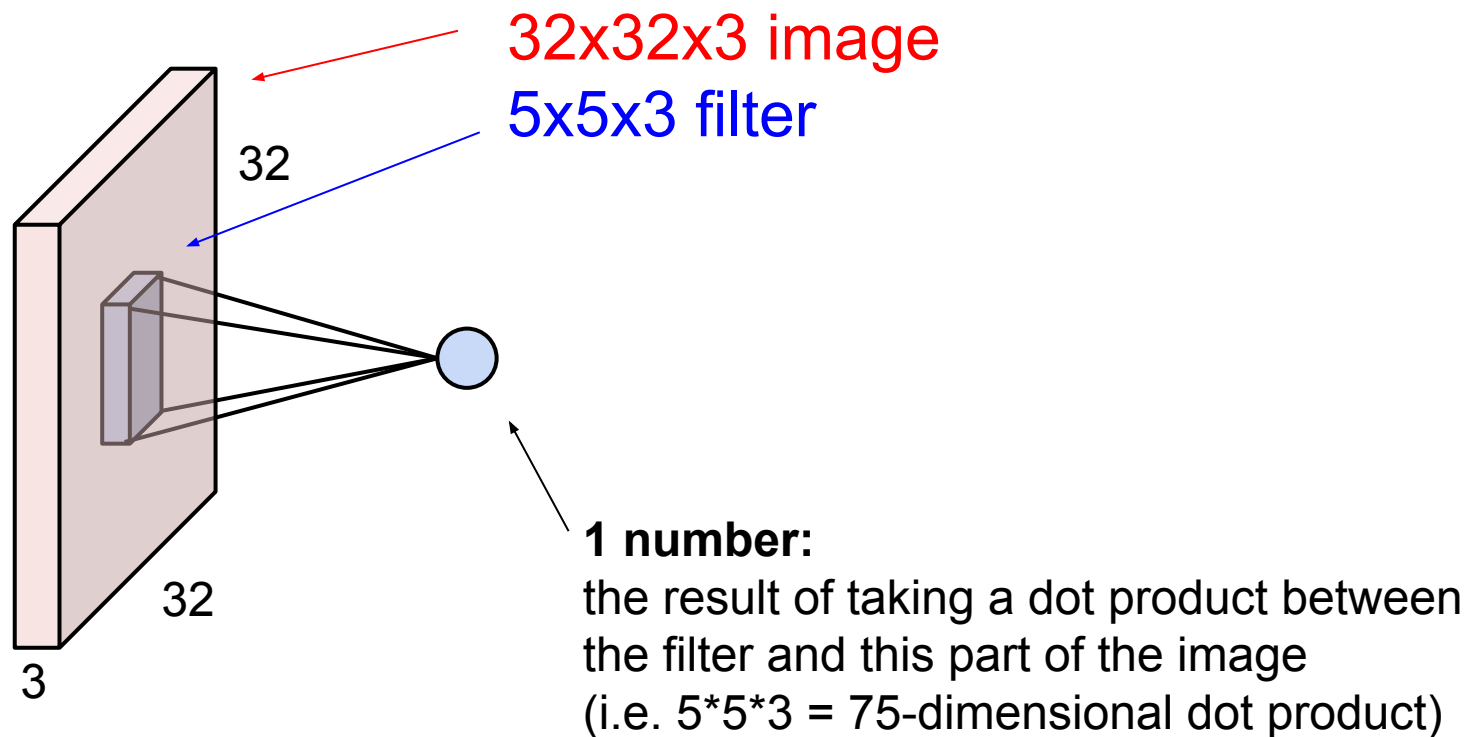 32x32x3 image
5x5x3 filter
32
32
3
1 number:
the result of taking a dot product between
the filter and this part of the image
(i.e. 5*5*3 = 75-dimensional dot product)